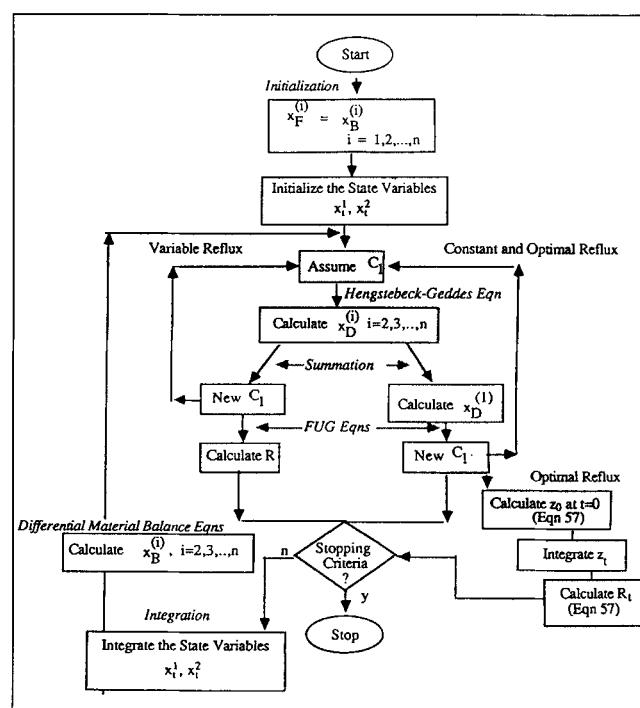 Start
Initialization
x_F^(i) = x_B^(i)
i = 1,2,...,n
Initialize the State Variables
x_t^1, x_t^2
Variable Reflux
Constant and Optimal Reflux
Assume C_1
Hengstebeck-Geddes Eqn
Calculate x_D^(i) i=2,3,..,n
Summation
New C_1
Calculate x_D^(1)
FUG Eqns
Calculate R
New C_1
Optimal Reflux
Calculate z_0 at t=0
(Eqn 57)
Differential Material Balance Eqns
Calculate x_B^(i), i=2,3,..,n
n
Stopping
Criteria
?
Integrate z_t
y
Calculate R_t
(Eqn 57)
Integration
Stop
Integrate the State Variables
x_t^1, x_t^2